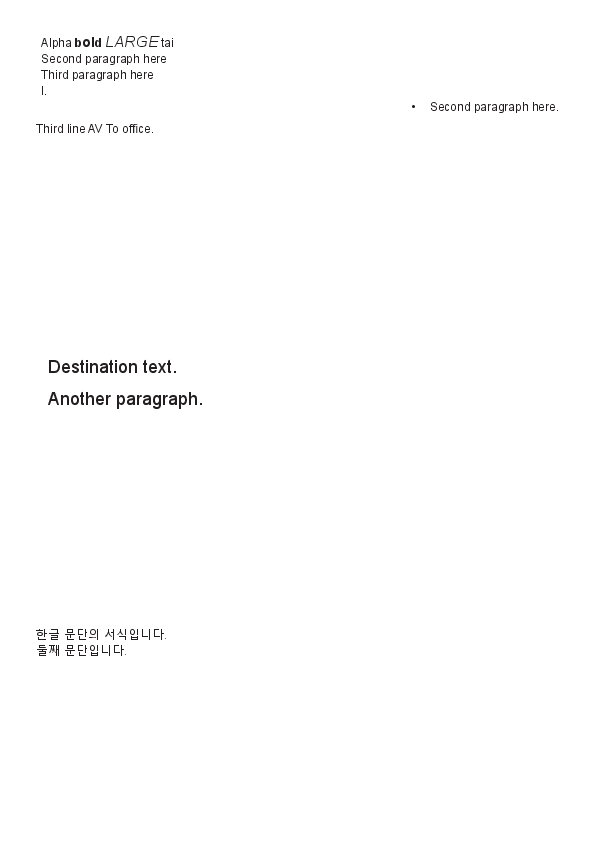 Alpha bold LARGE tai
Second paragraph here
Third paragraph here
l.
• Second paragraph here.
Third line AV To office.
Destination text.
Another paragraph.
한글 문단의 서식입니다.
둘째 문단입니다.